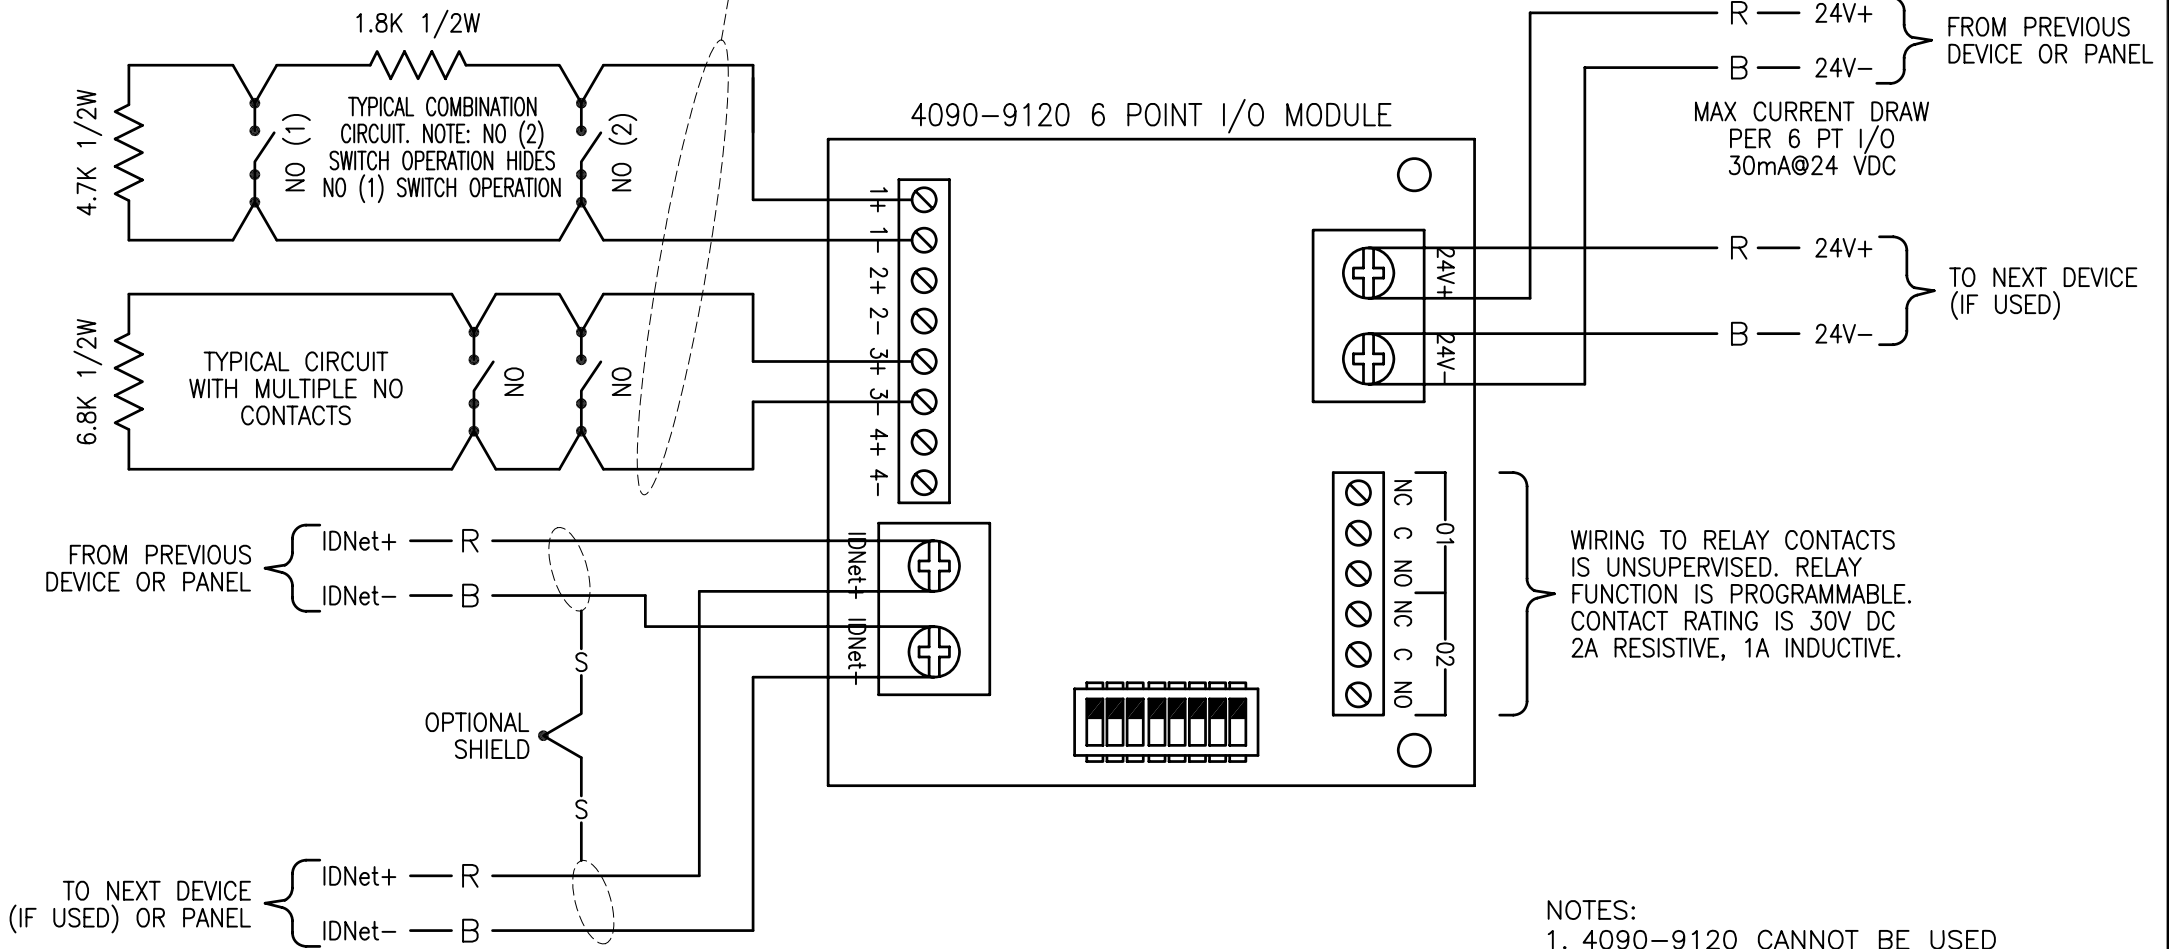 1.8K 1/2W
4.7K 1/2W
NO (1)
TYPICAL COMBINATION
CIRCUIT. NOTE: NO (2)
SWITCH OPERATION HIDES
NO (1) SWITCH OPERATION
NO (2)
6.8K 1/2W
TYPICAL CIRCUIT
WITH MULTIPLE NO
CONTACTS
NO
NO
4090-9120 6 POINT I/O MODULE
1+
1-
2+
2-
3+
3-
4+
4-
R
24V+
B
24V-
FROM PREVIOUS
DEVICE OR PANEL
MAX CURRENT DRAW
PER 6 PT I/O
30mA@24 VDC
24V+
24V-
R
24V+
B
24V-
TO NEXT DEVICE
(IF USED)
NC
C
NO
01
NC
C
NO
02
WIRING TO RELAY CONTACTS
IS UNSUPERVISED. RELAY
FUNCTION IS PROGRAMMABLE.
CONTACT RATING IS 30V DC
2A RESISTIVE, 1A INDUCTIVE.
FROM PREVIOUS
DEVICE OR PANEL
IDNet+
R
IDNet-
B
IDNet+
IDNet-
S
OPTIONAL
SHIELD
S
TO NEXT DEVICE
(IF USED) OR PANEL
IDNet+
R
IDNet-
B
NOTES:
1. 4090-9120 CANNOT BE USED